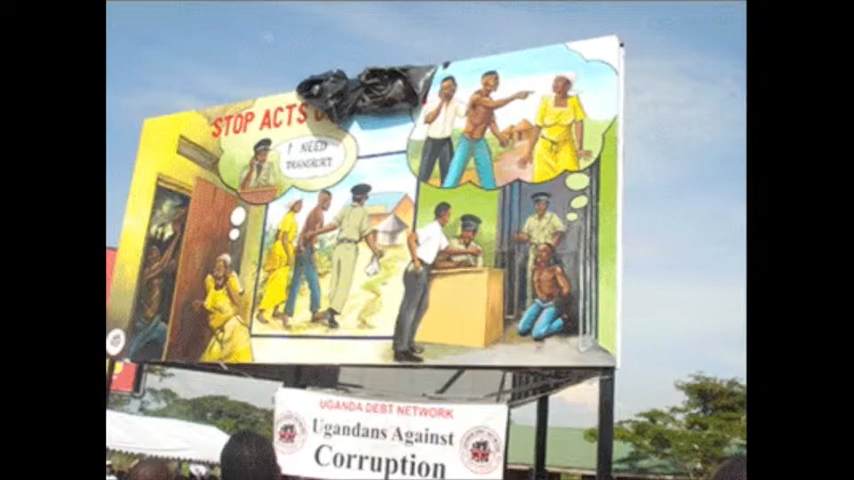 STOP ACTS
I NEED
TRANSPORT
UGANDA DEBT NETWORK
Ugandans Against
Corruption